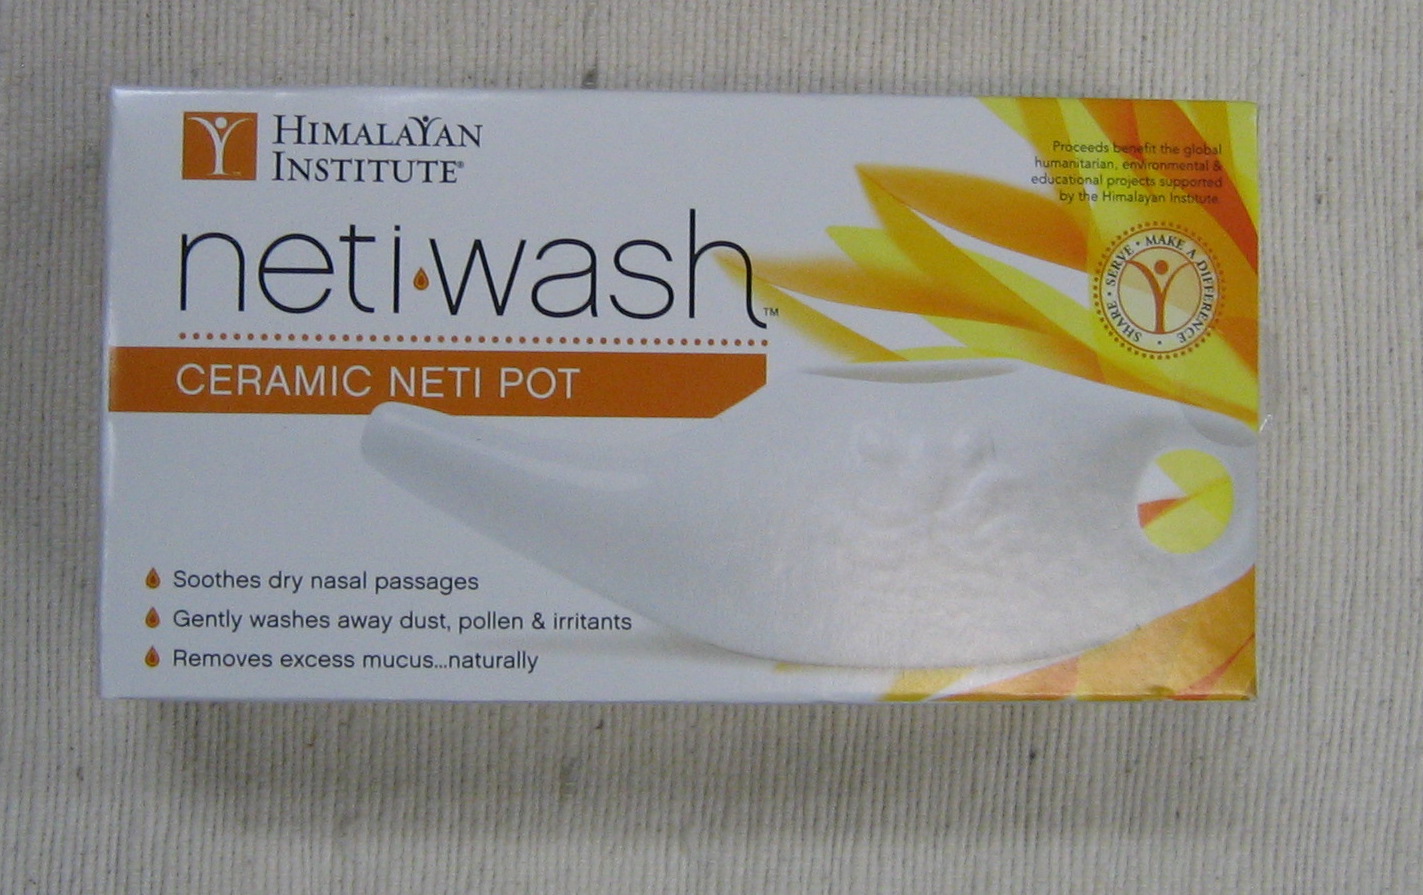 HIMALAYAN
INSTITUTE®
neti wash™
CERAMIC NETI POT
Proceeds benefit the global
humanitarian, environmental &
educational projects supported
by the Himalayan Institute.
SHARE • SERVE • MAKE A DIFFERENCE •
Soothes dry nasal passages
Gently washes away dust, pollen & irritants
Removes excess mucus...naturally